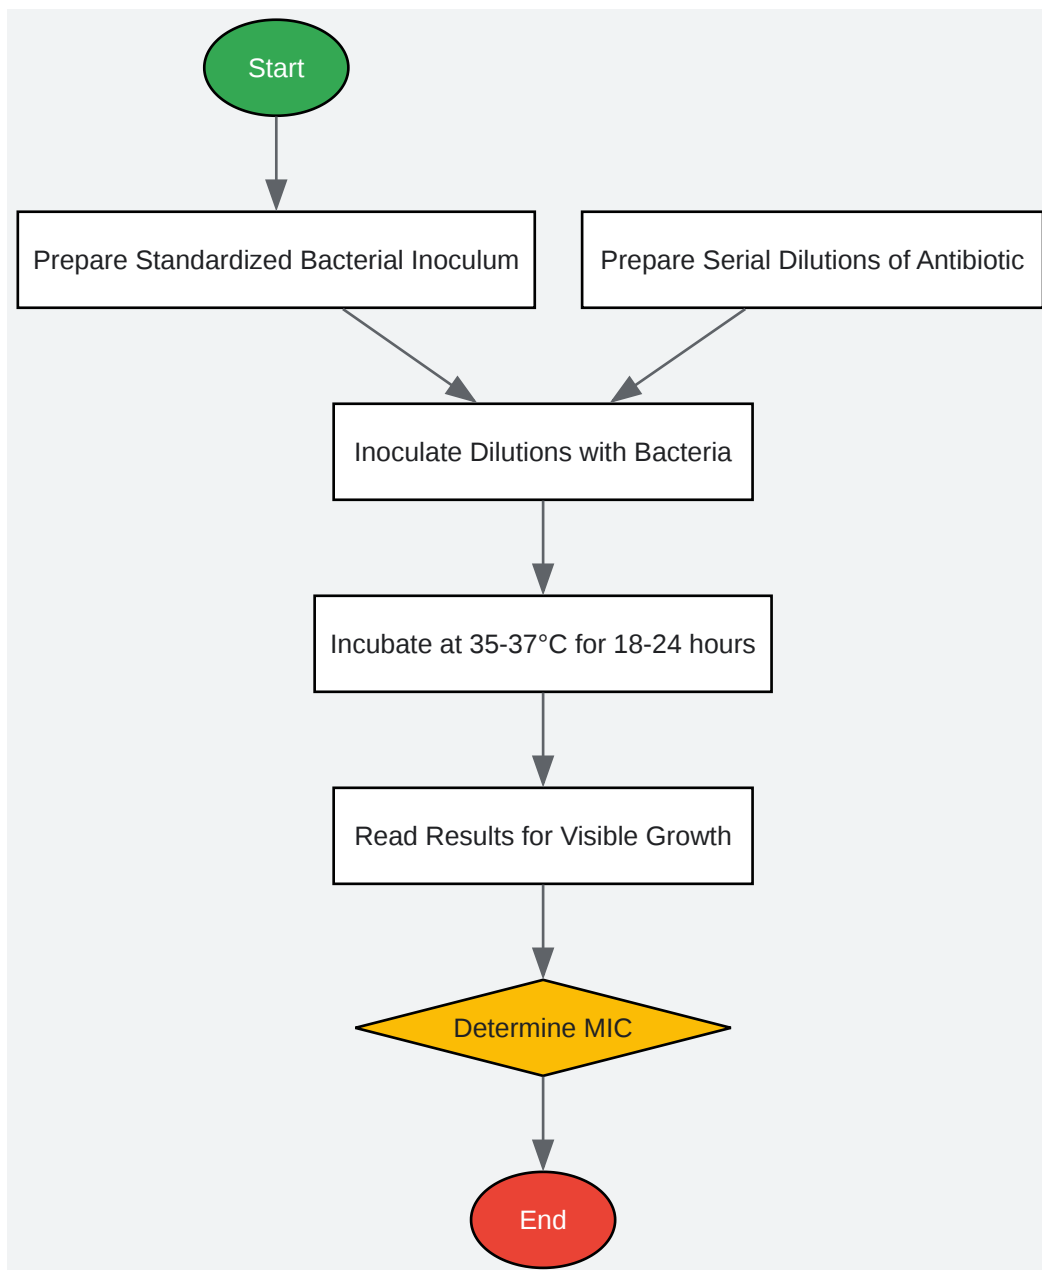 Start
Prepare Standardized Bacterial Inoculum
Prepare Serial Dilutions of Antibiotic
Inoculate Dilutions with Bacteria
Incubate at 35-37°C for 18-24 hours
Read Results for Visible Growth
Determine MIC
End